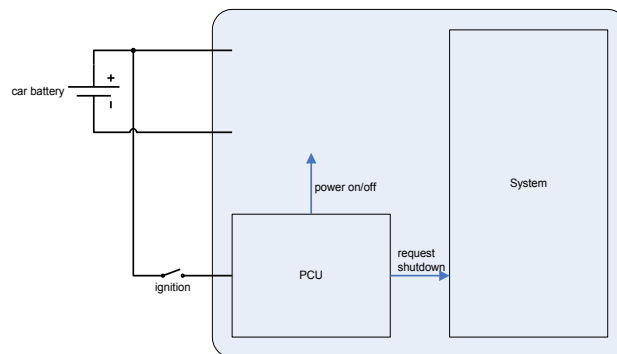 +
car battery
System
power on/off
request
shutdown
PCU
ignition